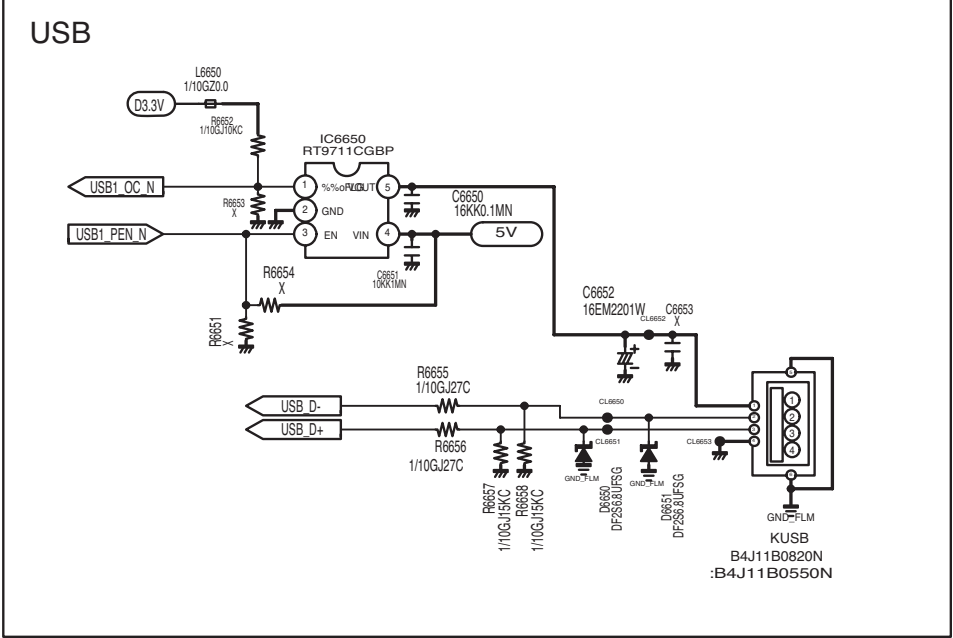 USB
L6650
1/10GZ0.0
D3.3V
R6652
1/10GJ10KC
IC6650
RT9711CGBP
USB1_OC_N
R6653
X
1
2
GND
3
EN
VIN
4
5
C6650
16KK0.1MN
5V
USB1_PEN_N
C6651
10KK1MN
R6654
X
R6651
X
C6652
16EM2201W
CL6652
C6653
X
R6655
1/10GJ27C
USB_D-
CL6650
USB_D+
CL6651
CL6653
R6656
1/10GJ27C
R6657
1/10GJ15KC
R6658
1/10GJ15KC
GND_FLM
D6650
DF2S6.8UFSG
GND_FLM
D6651
DF2S6.8UFSG
1
2
3
4
GND_FLM
KUSB
B4J11B0820N
:B4J11B0550N